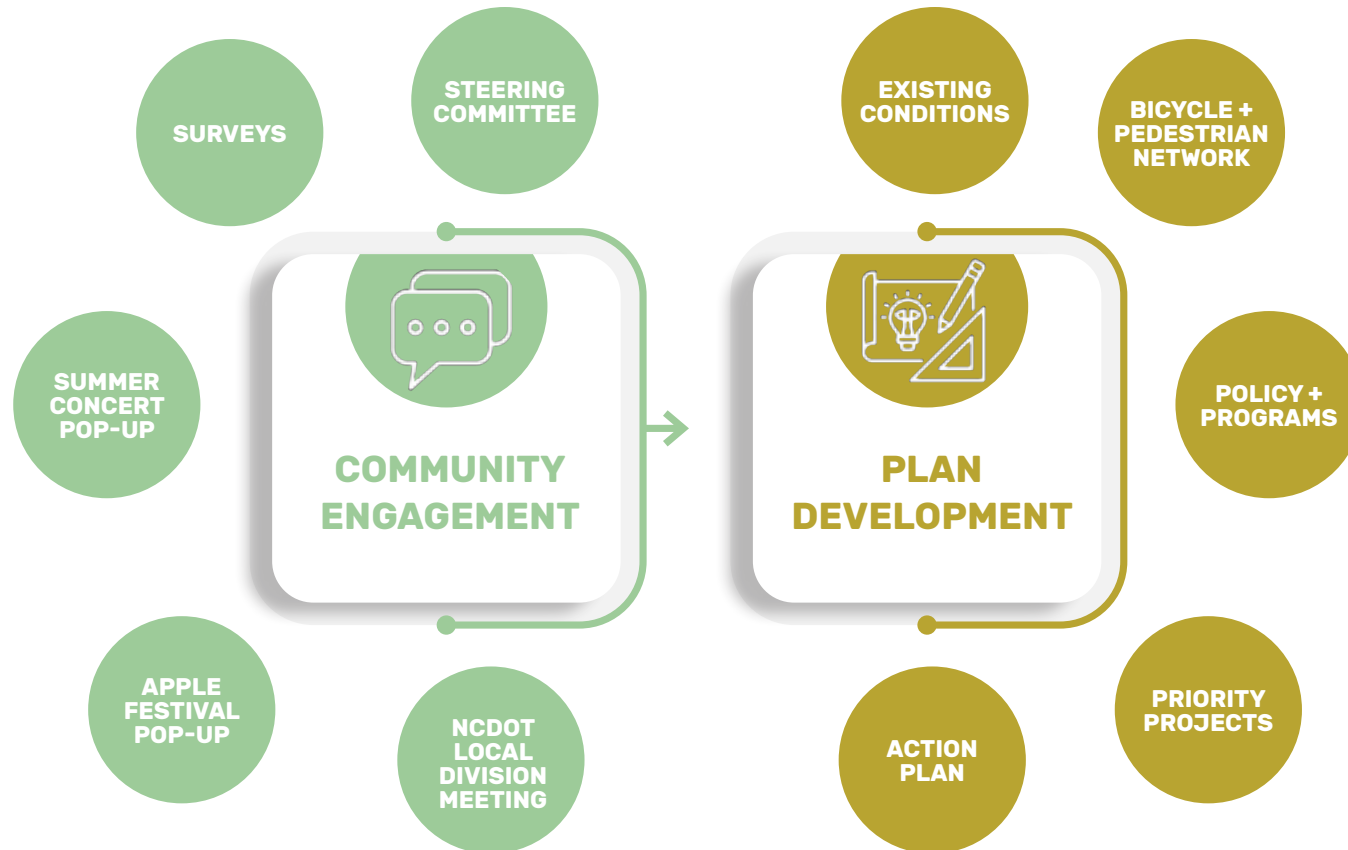 STEERING
COMMITTEE
SURVEYS
SUMMER
CONCERT
POP-UP
APPLE
FESTIVAL
POP-UP
NCDOT
LOCAL
DIVISION
MEETING
COMMUNITY
ENGAGEMENT
EXISTING
CONDITIONS
BICYCLE +
PEDESTRIAN
NETWORK
POLICY +
PROGRAMS
PRIORITY
PROJECTS
ACTION
PLAN
PLAN
DEVELOPMENT